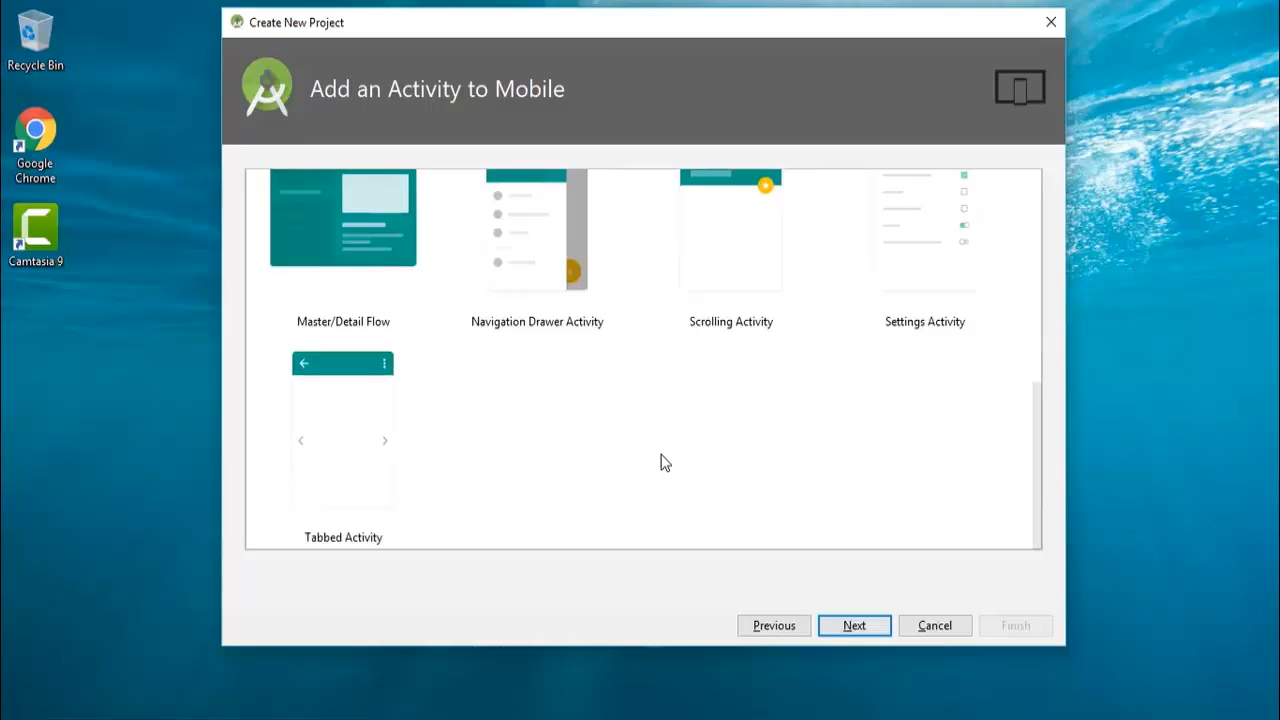 Create New Project
Recycle Bin
Add an Activity to Mobile
Google
Chrome
Camtasia 9
Master/Detail Flow
Navigation Drawer Activity
Scrolling Activity
Settings Activity
Tabbed Activity
Previous
Next
Cancel
Finish